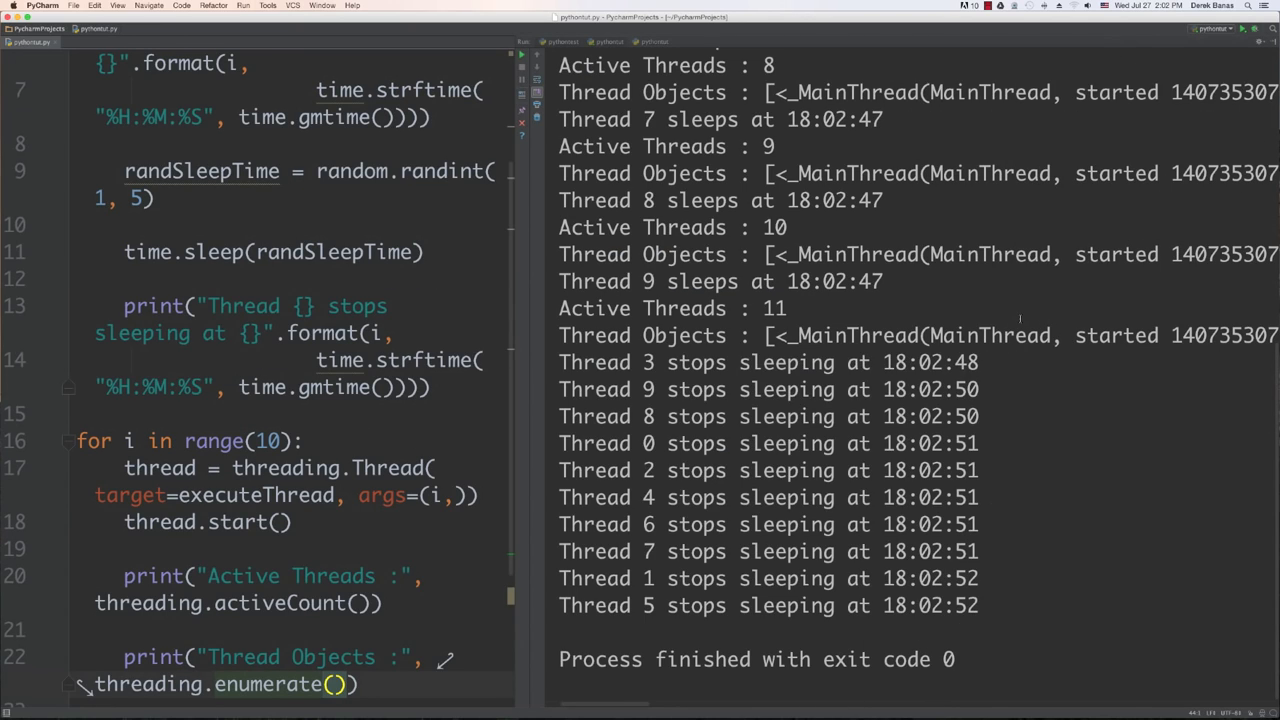 PyCharm File Edit View Navigate Code Refactor Run Tools VCS Window Help
10 Wed Jul 27 2:02 PM Derek Banas
pythontut.py - PycharmProjects - [~/PycharmProjects]
PycharmProjects pythontut.py
pythontut
pythontut.py
Run: pythontest pythontut pythontut
{}".format(i,
7 time.strftime(
"%H:%M:%S", time.gmtime())))
8
9 randSleepTime = random.randint(
1, 5)
10
11 time.sleep(randSleepTime)
12
13 print("Thread {} stops
sleeping at {}".format(i,
14 time.strftime(
"%H:%M:%S", time.gmtime())))
15
16 for i in range(10):
17 thread = threading.Thread(
target=executeThread, args=(i,))
18 thread.start()
19
20 print("Active Threads :",
threading.activeCount())
21
22 print("Thread Objects :",
threading.enumerate())
Active Threads : 8
Thread Objects : [<_MainThread(MainThread, started 140735307
Thread 7 sleeps at 18:02:47
Active Threads : 9
Thread Objects : [<_MainThread(MainThread, started 140735307
Thread 8 sleeps at 18:02:47
Active Threads : 10
Thread Objects : [<_MainThread(MainThread, started 140735307
Thread 9 sleeps at 18:02:47
Active Threads : 11
Thread Objects : [<_MainThread(MainThread, started 140735307
Thread 3 stops sleeping at 18:02:48
Thread 9 stops sleeping at 18:02:50
Thread 8 stops sleeping at 18:02:50
Thread 0 stops sleeping at 18:02:51
Thread 2 stops sleeping at 18:02:51
Thread 4 stops sleeping at 18:02:51
Thread 6 stops sleeping at 18:02:51
Thread 7 stops sleeping at 18:02:51
Thread 1 stops sleeping at 18:02:52
Thread 5 stops sleeping at 18:02:52
Process finished with exit code 0
44:1 LF÷ UTF-8÷